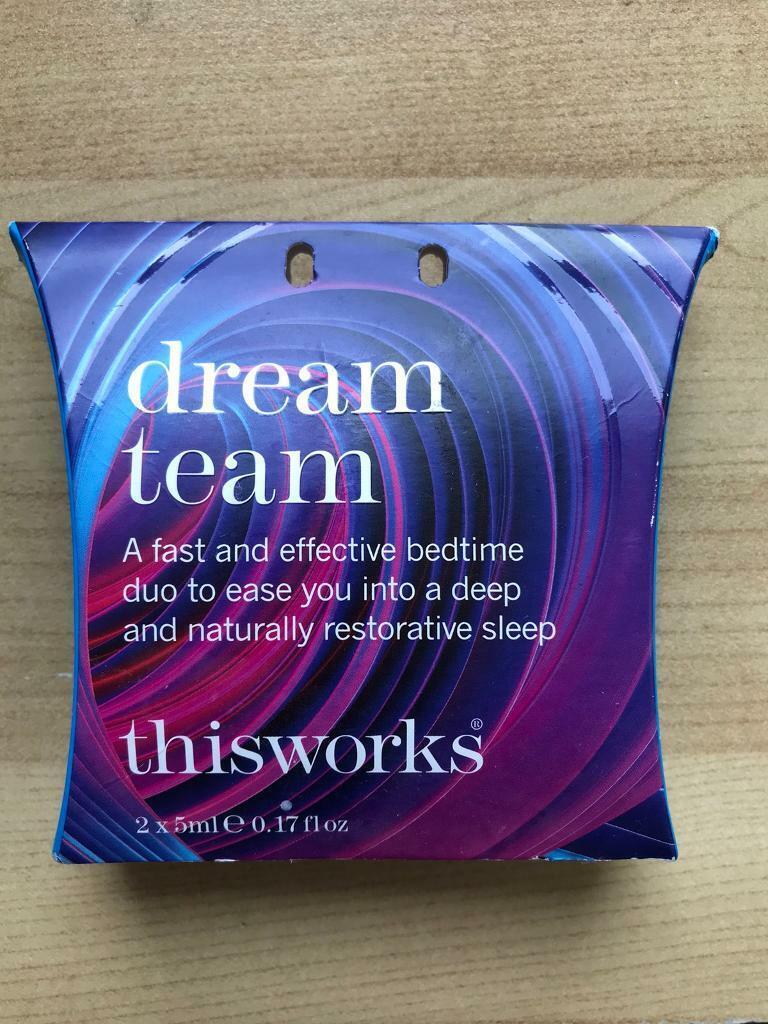 dream
team
A fast and effective bedtime
duo to ease you into a deep
and naturally restorative sleep
thisworks®
2 x 5ml ℮ 0.17 fl oz